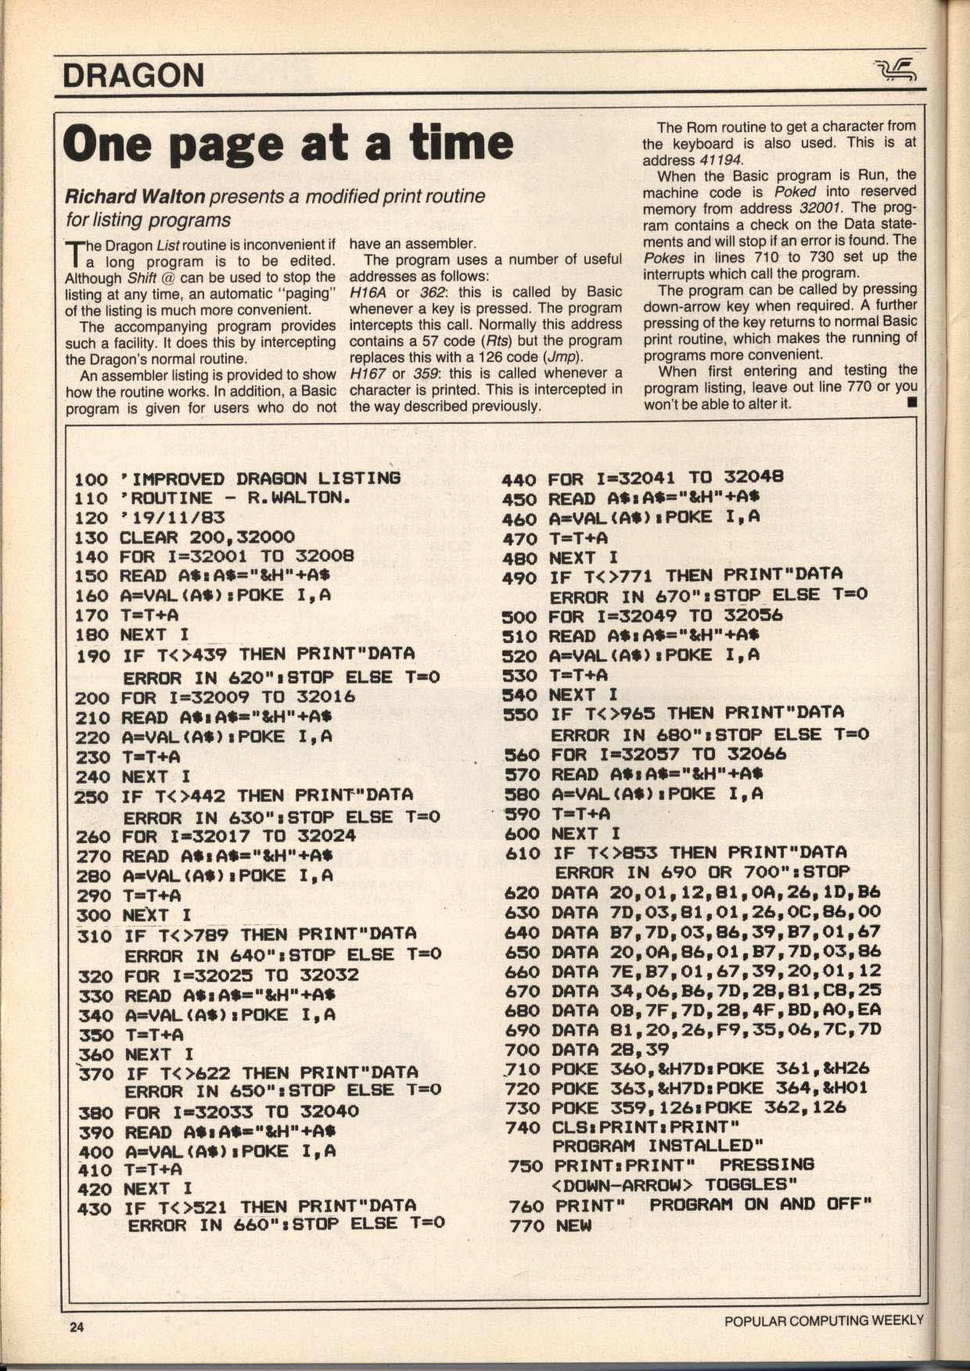 DRAGON
One page at a time
Richard Walton presents a modified print routine
for listing programs
The Dragon List routine is inconvenient if
a long program is to be edited.
Although Shift @ can be used to stop the
listing at any time, an automatic "paging"
of the listing is much more convenient.
The accompanying program provides
such a facility. It does this by intercepting
the Dragon's normal routine.
An assembler listing is provided to show
how the routine works. In addition, a Basic
program is given for users who do not
have an assembler.
The program uses a number of useful
addresses as follows:
H16A or 362: this is called by Basic
whenever a key is pressed. The program
intercepts this call. Normally this address
contains a 57 code (Rts) but the program
replaces this with a 126 code (Jmp).
H167 or 359: this is called whenever a
character is printed. This is intercepted in
the way described previously.
The Rom routine to get a character from
the keyboard is also used. This is at
address 41194.
When the Basic program is Run, the
machine code is Poked into reserved
memory from address 32001. The prog-
ram contains a check on the Data state-
ments and will stop if an error is found. The
Pokes in lines 710 to 730 set up the
interrupts which call the program.
The program can be called by pressing
down-arrow key when required. A further
pressing of the key returns to normal Basic
print routine, which makes the running of
programs more convenient.
When first entering and testing the
program listing, leave out line 770 or you
won't be able to alter it.
100 'IMPROVED DRAGON LISTING
110 'ROUTINE - R.WALTON.
120 '19/11/83
130 CLEAR 200,32000
140 FOR I=32001 TO 32008
150 READ A$:A$="&H"+A$
160 A=VAL(A$):POKE I,A
170 T=T+A
180 NEXT I
190 IF T<>439 THEN PRINT"DATA
ERROR IN 620":STOP ELSE T=0
200 FOR I=32009 TO 32016
210 READ A$:A$="&H"+A$
220 A=VAL(A$):POKE I,A
230 T=T+A
240 NEXT I
250 IF T<>442 THEN PRINT"DATA
ERROR IN 630":STOP ELSE T=0
260 FOR I=32017 TO 32024
270 READ A$:A$="&H"+A$
280 A=VAL(A$):POKE I,A
290 T=T+A
300 NEXT I
310 IF T<>789 THEN PRINT"DATA
ERROR IN 640":STOP ELSE T=0
320 FOR I=32025 TO 32032
330 READ A$:A$="&H"+A$
340 A=VAL(A$):POKE I,A
350 T=T+A
360 NEXT I
370 IF T<>622 THEN PRINT"DATA
ERROR IN 650":STOP ELSE T=0
380 FOR I=32033 TO 32040
390 READ A$:A$="&H"+A$
400 A=VAL(A$):POKE I,A
410 T=T+A
420 NEXT I
430 IF T<>521 THEN PRINT"DATA
ERROR IN 660":STOP ELSE T=0
440 FOR I=32041 TO 32048
450 READ A$:A$="&H"+A$
460 A=VAL(A$):POKE I,A
470 T=T+A
480 NEXT I
490 IF T<>771 THEN PRINT"DATA
ERROR IN 670":STOP ELSE T=0
500 FOR I=32049 TO 32056
510 READ A$:A$="&H"+A$
520 A=VAL(A$):POKE I,A
530 T=T+A
540 NEXT I
550 IF T<>965 THEN PRINT"DATA
ERROR IN 680":STOP ELSE T=0
560 FOR I=32057 TO 32066
570 READ A$:A$="&H"+A$
580 A=VAL(A$):POKE I,A
590 T=T+A
600 NEXT I
610 IF T<>853 THEN PRINT"DATA
ERROR IN 690 OR 700":STOP
620 DATA 20,01,12,81,0A,26,1D,B6
630 DATA 7D,03,81,01,26,0C,86,00
640 DATA B7,7D,03,86,39,B7,01,67
650 DATA 20,0A,86,01,B7,7D,03,86
660 DATA 7E,B7,01,67,39,20,01,12
670 DATA 34,06,B6,7D,28,81,C8,25
680 DATA 0B,7F,7D,28,4F,BD,A0,EA
690 DATA 81,20,26,F9,35,06,7C,7D
700 DATA 28,39
710 POKE 360,&H7D:POKE 361,&H26
720 POKE 363,&H7D:POKE 364,&H01
730 POKE 359,126:POKE 362,126
740 CLS:PRINT:PRINT"
PROGRAM INSTALLED"
750 PRINT:PRINT"  PRESSING
<DOWN-ARROW> TOGGLES"
760 PRINT"  PROGRAM ON AND OFF"
770 NEW
24
POPULAR COMPUTING WEEKLY